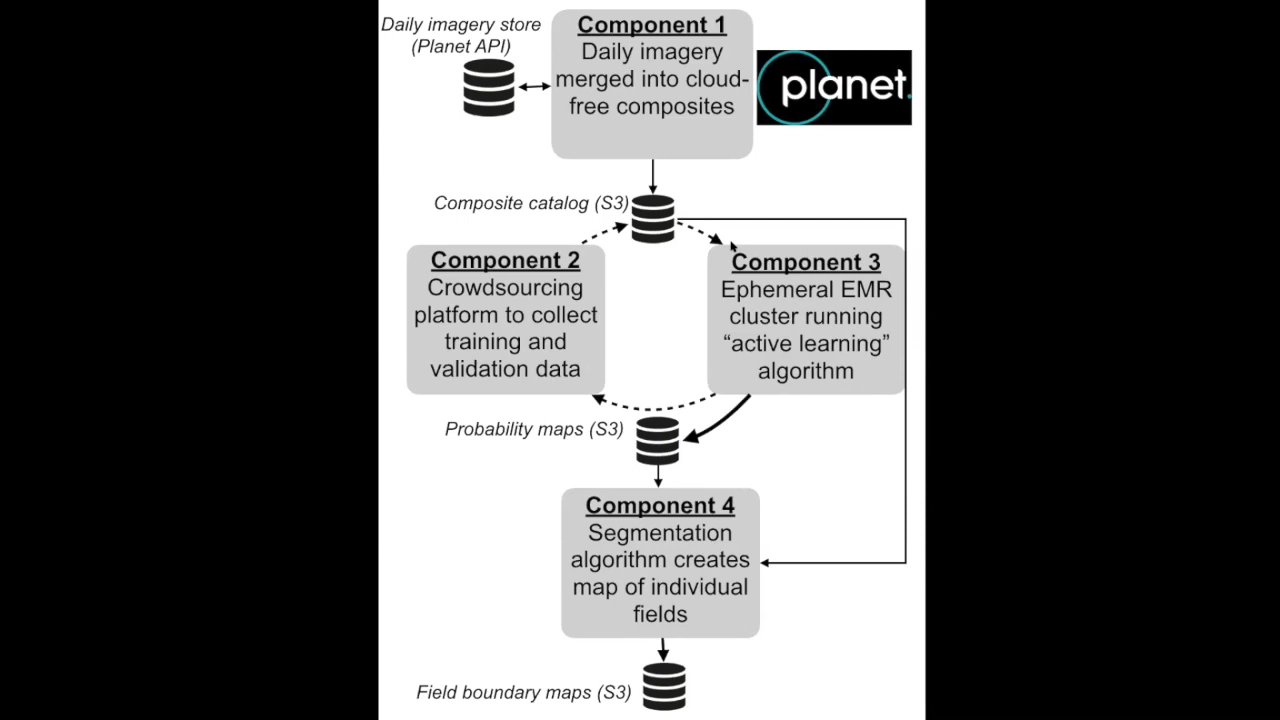 Daily imagery store
(Planet API)
Component 1
Daily imagery
merged into cloud-
free composites
planet.
Composite catalog (S3)
Component 2
Crowdsourcing
platform to collect
training and
validation data
Component 3
Ephemeral EMR
cluster running
“active learning”
algorithm
Probability maps (S3)
Component 4
Segmentation
algorithm creates
map of individual
fields
Field boundary maps (S3)